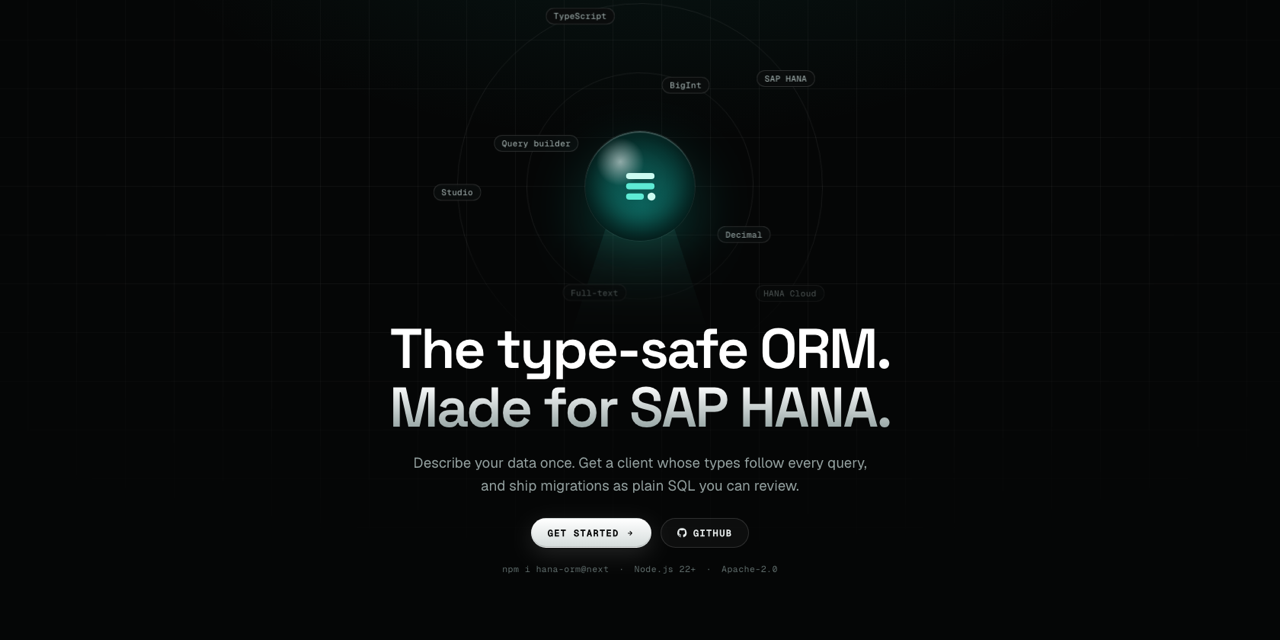 TypeScript
SAP HANA
BigInt
Query builder
Studio
Decimal
Full-text
HANA Cloud
The type-safe ORM.
Made for SAP HANA.
Describe your data once. Get a client whose types follow every query,
and ship migrations as plain SQL you can review.
GET STARTED →
GITHUB
npm i hana-orm@next · Node.js 22+ · Apache-2.0